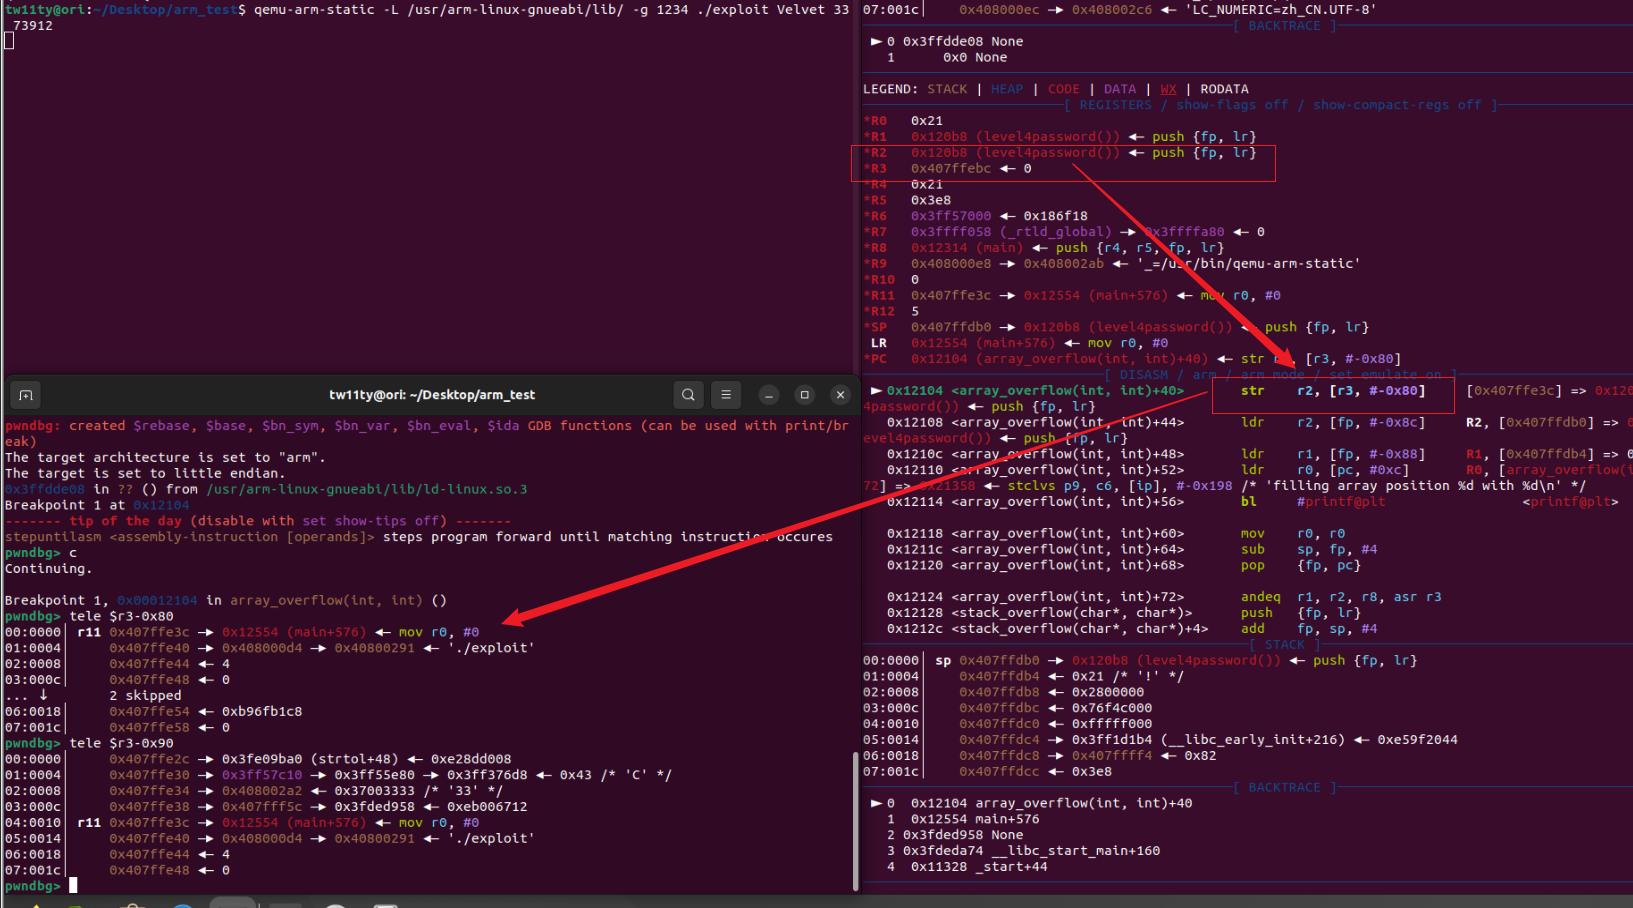 tw11ty@ori:~/Desktop/arm_test$ qemu-arm-static -L /usr/arm-linux-gnueabi/lib/ -g 1234 ./exploit Velvet 33
73912
tw11ty@ori: ~/Desktop/arm_test
pwndbg: created $rebase, $base, $bn_sym, $bn_var, $bn_eval, $ida GDB functions (can be used with print/br
eak)
The target architecture is set to "arm".
The target is set to little endian.
0x3ffdde08 in ?? () from /usr/arm-linux-gnueabi/lib/ld-linux.so.3
Breakpoint 1 at 0x12104
------- tip of the day (disable with set show-tips off) -------
stepuntilasm <assembly-instruction [operands]> steps program forward until matching instruction occures
pwndbg> c
Continuing.
Breakpoint 1, 0x00012104 in array_overflow(int, int) ()
pwndbg> tele $r3-0x80
00:0000│ r11 0x407ffe3c —▸ 0x12554 (main+576) ◂— mov r0, #0
01:0004│     0x407ffe40 —▸ 0x408000d4 —▸ 0x40800291 ◂— './exploit'
02:0008│     0x407ffe44 ◂— 4
03:000c│     0x407ffe48 ◂— 0
... ↓        2 skipped
06:0018│     0x407ffe54 ◂— 0xb96fb1c8
07:001c│     0x407ffe58 ◂— 0
pwndbg> tele $r3-0x90
00:0000│     0x407ffe2c —▸ 0x3fe09ba0 (strtol+48) ◂— 0xe28dd008
01:0004│     0x407ffe30 —▸ 0x3ff57c10 —▸ 0x3ff55e80 —▸ 0x3ff376d8 ◂— 0x43 /* 'C' */
02:0008│     0x407ffe34 —▸ 0x408002a2 ◂— 0x37003333 /* '33' */
03:000c│     0x407ffe38 —▸ 0x407fff5c —▸ 0x3fded958 ◂— 0xeb006712
04:0010│ r11 0x407ffe3c —▸ 0x12554 (main+576) ◂— mov r0, #0
05:0014│     0x407ffe40 —▸ 0x408000d4 —▸ 0x40800291 ◂— './exploit'
06:0018│     0x407ffe44 ◂— 4
07:001c│     0x407ffe48 ◂— 0
pwndbg>
07:001c│     0x408000ec —▸ 0x408002c6 ◂— 'LC_NUMERIC=zh_CN.UTF-8'
[ BACKTRACE ]
► 0 0x3ffdde08 None
1      0x0 None
LEGEND: STACK | HEAP | CODE | DATA | WX | RODATA
[ REGISTERS / show-flags off / show-compact-regs off ]
*R0   0x21
*R1   0x120b8 (level4password()) ◂— push {fp, lr}
*R2   0x120b8 (level4password()) ◂— push {fp, lr}
*R3   0x407ffebc ◂— 0
*R4   0x21
*R5   0x3e8
*R6   0x3ff57000 ◂— 0x186f18
*R7   0x3ffff058 (_rtld_global) —▸ 0x3ffffa80 ◂— 0
*R8   0x12314 (main) ◂— push {r4, r5, fp, lr}
*R9   0x408000e8 —▸ 0x408002ab ◂— '_=/usr/bin/qemu-arm-static'
*R10  0
*R11  0x407ffe3c —▸ 0x12554 (main+576) ◂— mov r0, #0
*R12  5
*SP   0x407ffdb0 —▸ 0x120b8 (level4password()) ◂— push {fp, lr}
LR   0x12554 (main+576) ◂— mov r0, #0
*PC   0x12104 (array_overflow(int, int)+40) ◂— str r2, [r3, #-0x80]
[ DISASM / arm / arm mode / set emulate on ]
► 0x12104 <array_overflow(int, int)+40>       str    r2, [r3, #-0x80]     [0x407ffe3c] => 0x120
4password()) ◂— push {fp, lr}
0x12108 <array_overflow(int, int)+44>       ldr    r2, [fp, #-0x8c]     R2, [0x407ffdb0] => 0
evel4password()) ◂— push {fp, lr}
0x1210c <array_overflow(int, int)+48>       ldr    r1, [fp, #-0x88]     R1, [0x407ffdb4] => 0
0x12110 <array_overflow(int, int)+52>       ldr    r0, [pc, #0xc]       R0, [array_overflow(i
72] => 0x21358 ◂— stclvs p9, c6, [ip], #-0x198 /* 'filling array position %d with %d\n' */
0x12114 <array_overflow(int, int)+56>       bl     #printf@plt                 <printf@plt>
0x12118 <array_overflow(int, int)+60>       mov    r0, r0
0x1211c <array_overflow(int, int)+64>       sub    sp, fp, #4
0x12120 <array_overflow(int, int)+68>       pop    {fp, pc}
0x12124 <array_overflow(int, int)+72>       andeq  r1, r2, r8, asr r3
0x12128 <stack_overflow(char*, char*)>      push   {fp, lr}
0x1212c <stack_overflow(char*, char*)+4>    add    fp, sp, #4
[ STACK ]
00:0000│ sp 0x407ffdb0 —▸ 0x120b8 (level4password()) ◂— push {fp, lr}
01:0004│    0x407ffdb4 ◂— 0x21 /* '!' */
02:0008│    0x407ffdb8 ◂— 0x2800000
03:000c│    0x407ffdbc ◂— 0x76f4c000
04:0010│    0x407ffdc0 ◂— 0xfffff000
05:0014│    0x407ffdc4 —▸ 0x3ff1d1b4 (__libc_early_init+216) ◂— 0xe59f2044
06:0018│    0x407ffdc8 —▸ 0x407ffff4 ◂— 0x82
07:001c│    0x407ffdcc ◂— 0x3e8
[ BACKTRACE ]
► 0  0x12104 array_overflow(int, int)+40
1  0x12554 main+576
2 0x3fded958 None
3 0x3fdeda74 __libc_start_main+160
4  0x11328 _start+44